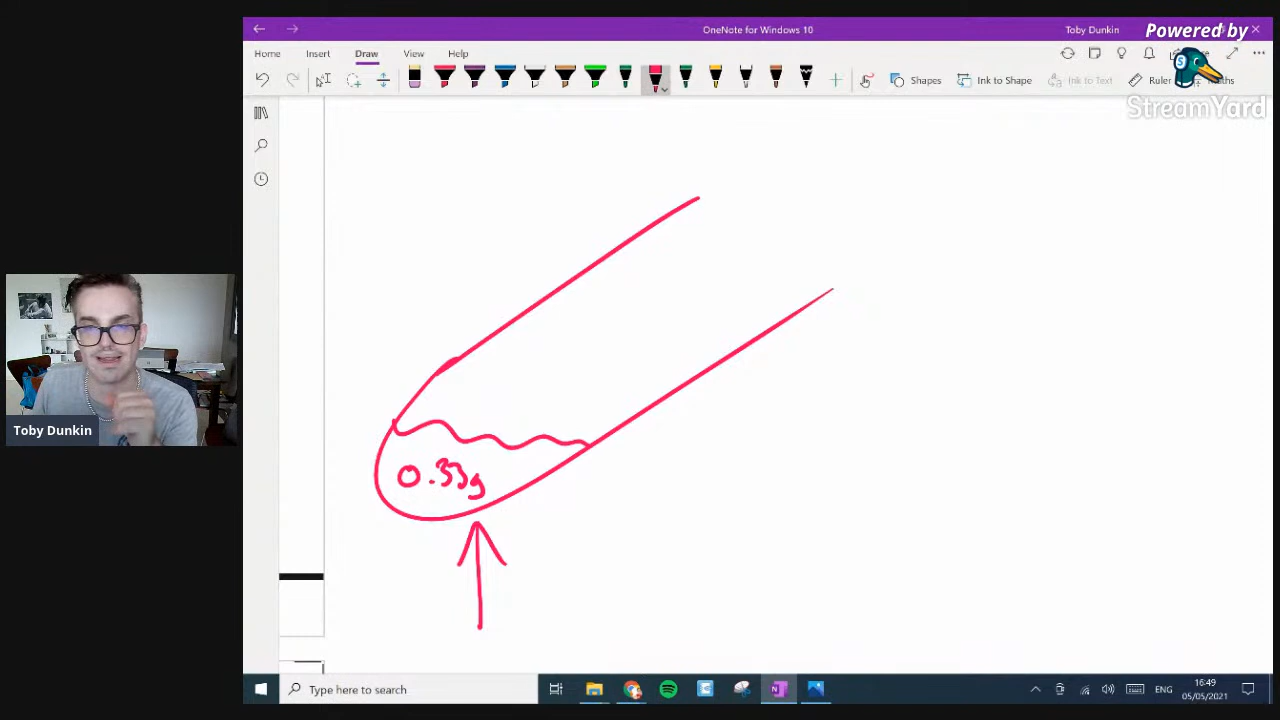 OneNote for Windows 10
Toby Dunkin
Powered by
StreamYard
Home
Insert
Draw
View
Help
Shapes
Ink to Shape
Ink to Text
Ruler
0.33g
Toby Dunkin
Type here to search
ENG
16:49
05/05/2021